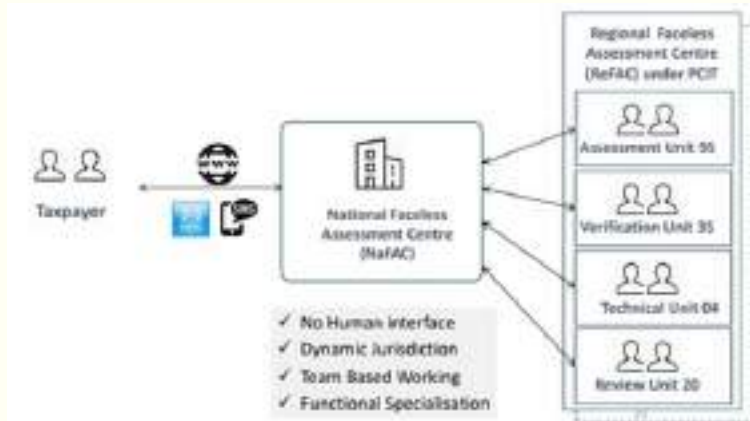 Taxpayer
WWW
National Faceless
Assessment Centre
(NaFAC)
✓ No Human Interface
✓ Dynamic Jurisdiction
✓ Team Based Working
✓ Functional Specialisation
Regional Faceless
Assessment Centre
(ReFAC) under PCIT
Assessment Unit
Verification Unit 35
Technical Unit 04
Review Unit 20